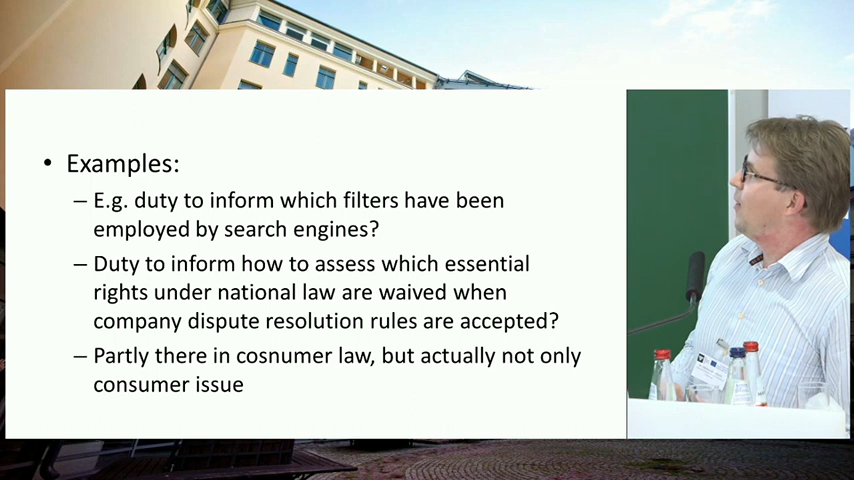 • Examples:
– E.g. duty to inform which filters have been
employed by search engines?
– Duty to inform how to assess which essential
rights under national law are waived when
company dispute resolution rules are accepted?
– Partly there in cosnumer law, but actually not only
consumer issue